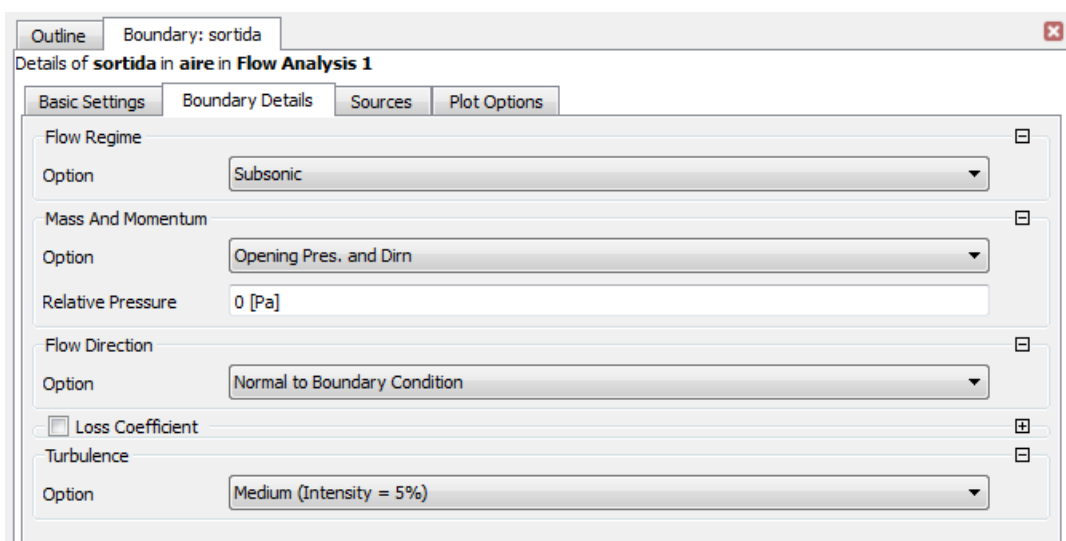 Outline Boundary: sortida
Details of sortida in aire in Flow Analysis 1
Basic Settings Boundary Details Sources Plot Options
Flow Regime
Option Subsonic
Mass And Momentum
Option Opening Pres. and Dirn
Relative Pressure 0 [Pa]
Flow Direction
Option Normal to Boundary Condition
Loss Coefficient
Turbulence
Option Medium (Intensity = 5%)